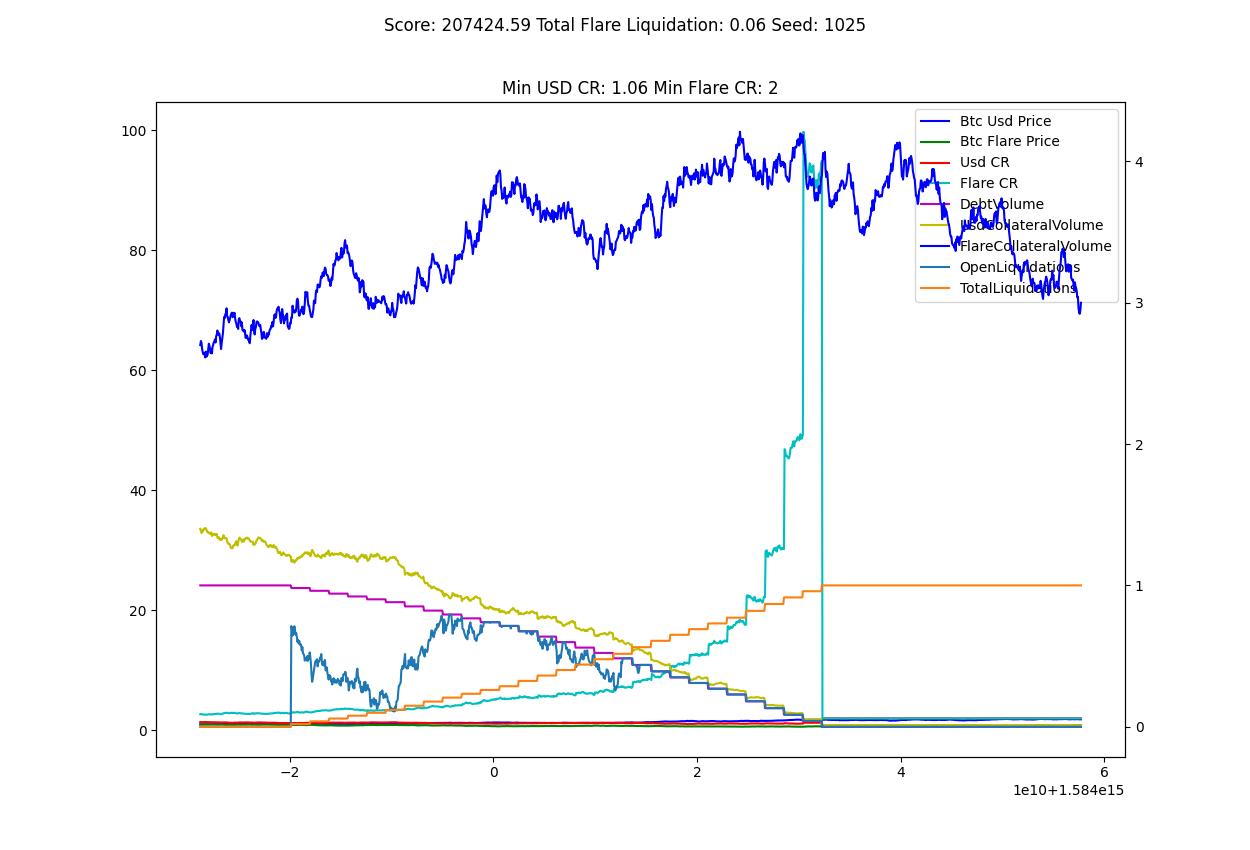 Score: 207424.59 Total Flare Liquidation: 0.06 Seed: 1025
Min USD CR: 1.06 Min Flare CR: 2
Btc Usd Price
Btc Flare Price
Usd CR
Flare CR
DebtVolume
UsdCollateralVolume
FlareCollateralVolume
OpenLiquidations
TotalLiquidations
100
80
60
40
20
0
4
3
2
1
0
−2
0
2
4
6
1e10+1.584e15